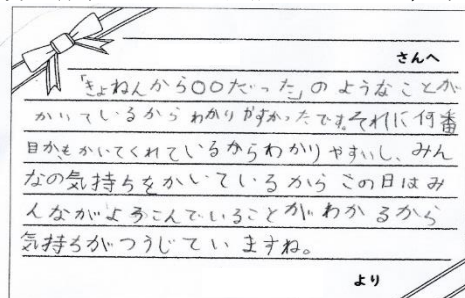 さんへ
「きょねんから〇〇だった」のようなことが
かいているからわかりやすかったです。それに何番
目かもかいてくれているからわかりやすいし、みん
なの気持ちをかいているからこの日はみ
んながよろこんでいることがわかるから
気持ちがつうじていますね。
より